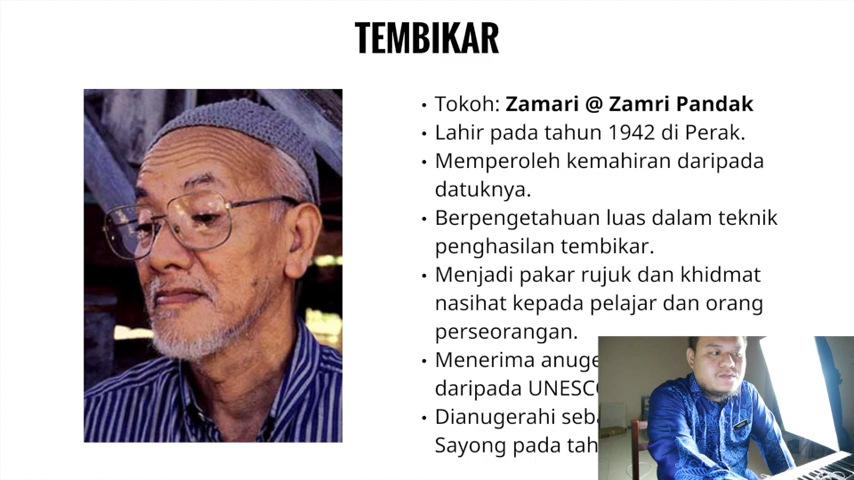 TEMBIKAR
• Tokoh: Zamari @ Zamri Pandak
• Lahir pada tahun 1942 di Perak.
• Memperoleh kemahiran daripada
datuknya.
• Berpengetahuan luas dalam teknik
penghasilan tembikar.
• Menjadi pakar rujuk dan khidmat
nasihat kepada pelajar dan orang
perseorangan.
• Menerima
daripada UNESCO
• Dianugerahi
Sayong pada